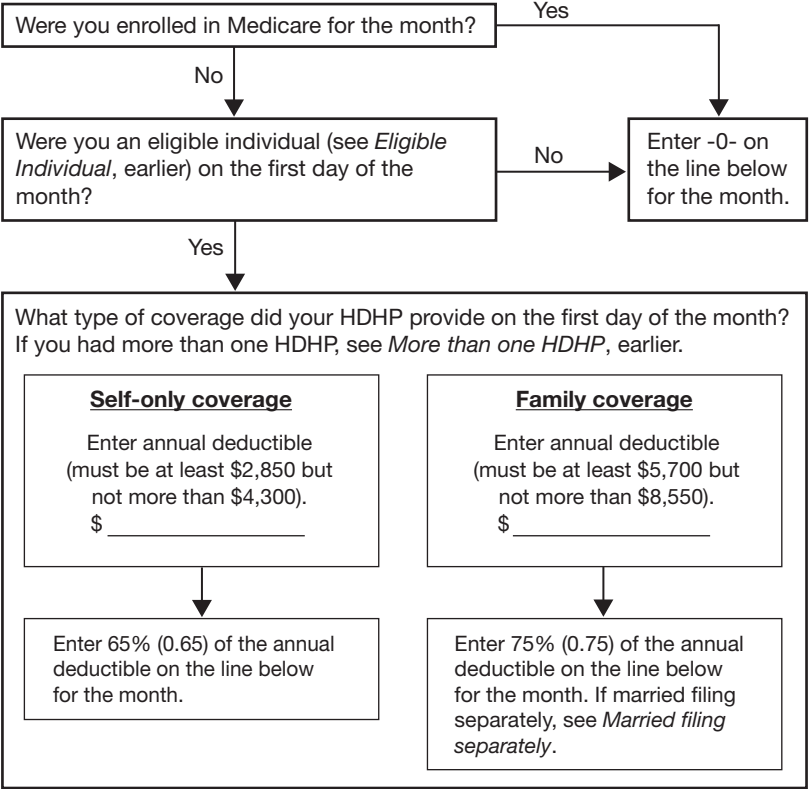 Were you enrolled in Medicare for the month?
Yes
No
Were you an eligible individual (see Eligible
Individual, earlier) on the first day of the
month?
No
Enter -0- on
the line below
for the month.
Yes
What type of coverage did your HDHP provide on the first day of the month?
If you had more than one HDHP, see More than one HDHP, earlier.
Self-only coverage
Enter annual deductible
(must be at least $2,850 but
not more than $4,300).
$
Family coverage
Enter annual deductible
(must be at least $5,700 but
not more than $8,550).
$
Enter 65% (0.65) of the annual
deductible on the line below
for the month.
Enter 75% (0.75) of the annual
deductible on the line below
for the month. If married filing
separately, see Married filing
separately.